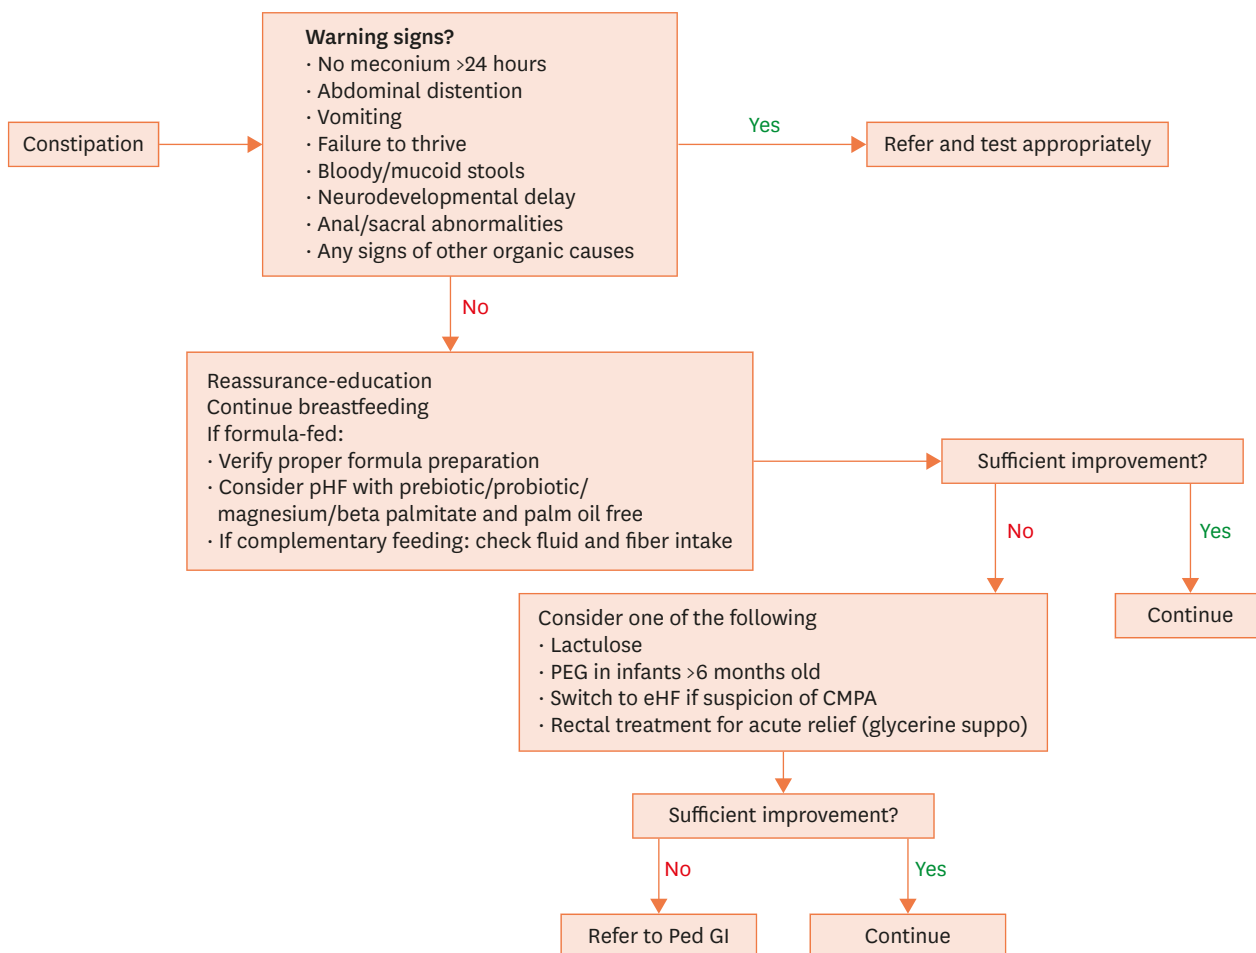 Constipation
Warning signs?
· No meconium >24 hours
· Abdominal distention
· Vomiting
· Failure to thrive
· Bloody/mucoid stools
· Neurodevelopmental delay
· Anal/sacral abnormalities
· Any signs of other organic causes
Yes
Refer and test appropriately
No
Reassurance-education
Continue breastfeeding
If formula-fed:
· Verify proper formula preparation
· Consider pHF with prebiotic/probiotic/
magnesium/beta palmitate and palm oil free
· If complementary feeding: check fluid and fiber intake
Sufficient improvement?
No
Yes
Continue
Consider one of the following
· Lactulose
· PEG in infants >6 months old
· Switch to eHF if suspicion of CMPA
· Rectal treatment for acute relief (glycerine suppo)
Sufficient improvement?
No
Yes
Refer to Ped GI
Continue